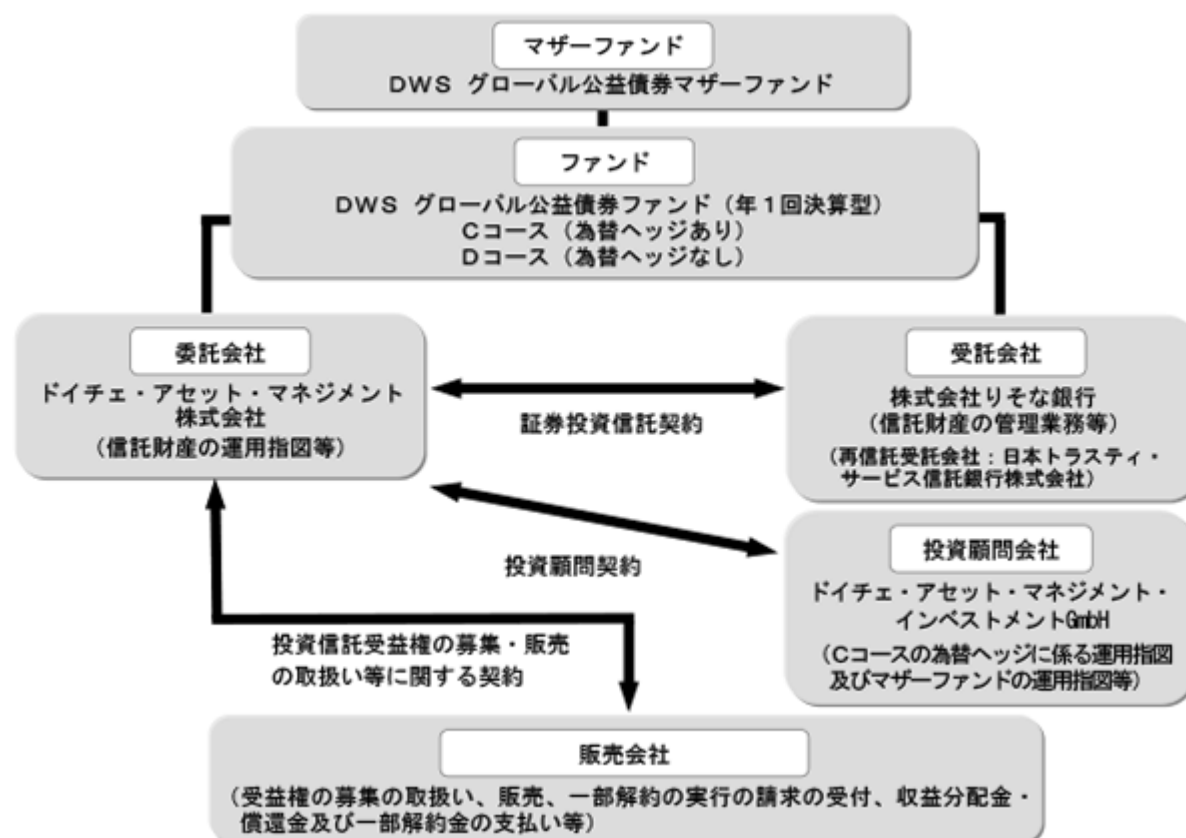 マザーファンド
DWS グローバル公益債券マザーファンド
ファンド
DWS グローバル公益債券ファンド（年1回決算型）
Cコース（為替ヘッジあり）
Dコース（為替ヘッジなし）
委託会社
ドイチェ・アセット・マネジメント
株式会社
（信託財産の運用指図等）
証券投資信託契約
受託会社
株式会社りそな銀行
（信託財産の管理業務等）
（再信託受託会社：日本トラスティ・
サービス信託銀行株式会社）
投資顧問契約
投資顧問会社
ドイチェ・アセット・マネジメント・
インベストメントGmbH
（Cコースの為替ヘッジに係る運用指図
及びマザーファンドの運用指図等）
投資信託受益権の募集・販売
の取扱い等に関する契約
販売会社
（受益権の募集の取扱い、販売、一部解約の実行の請求の受付、収益分配金・
償還金及び一部解約金の支払い等）